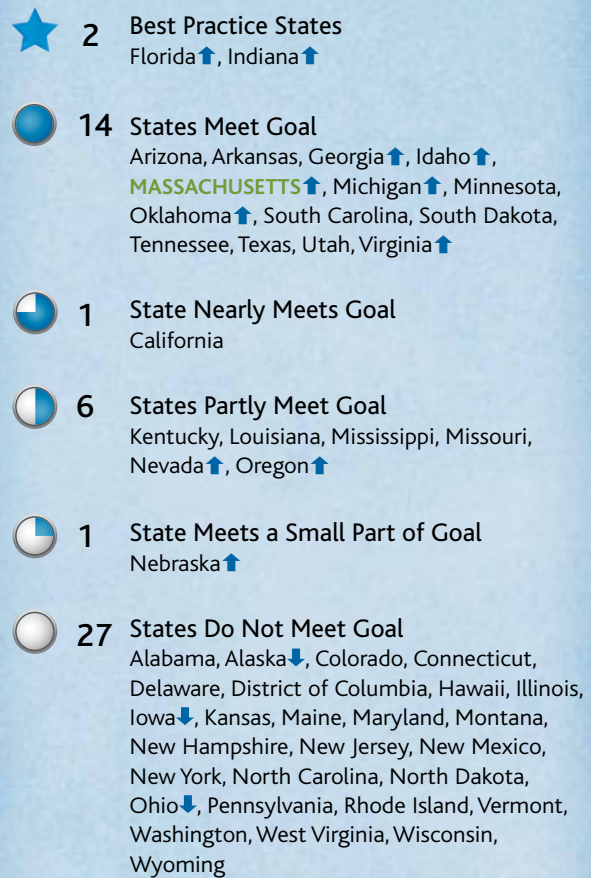 2 Best Practice States
Florida⬆, Indiana⬆
14 States Meet Goal
Arizona, Arkansas, Georgia⬆, Idaho⬆,
MASSACHUSETTS⬆, Michigan⬆, Minnesota,
Oklahoma⬆, South Carolina, South Dakota,
Tennessee, Texas, Utah, Virginia⬆
1 State Nearly Meets Goal
California
6 States Partly Meet Goal
Kentucky, Louisiana, Mississippi, Missouri,
Nevada⬆, Oregon⬆
1 State Meets a Small Part of Goal
Nebraska⬆
27 States Do Not Meet Goal
Alabama, Alaska⬇, Colorado, Connecticut,
Delaware, District of Columbia, Hawaii, Illinois,
Iowa⬇, Kansas, Maine, Maryland, Montana,
New Hampshire, New Jersey, New Mexico,
New York, North Carolina, North Dakota,
Ohio⬇, Pennsylvania, Rhode Island, Vermont,
Washington, West Virginia, Wisconsin,
Wyoming